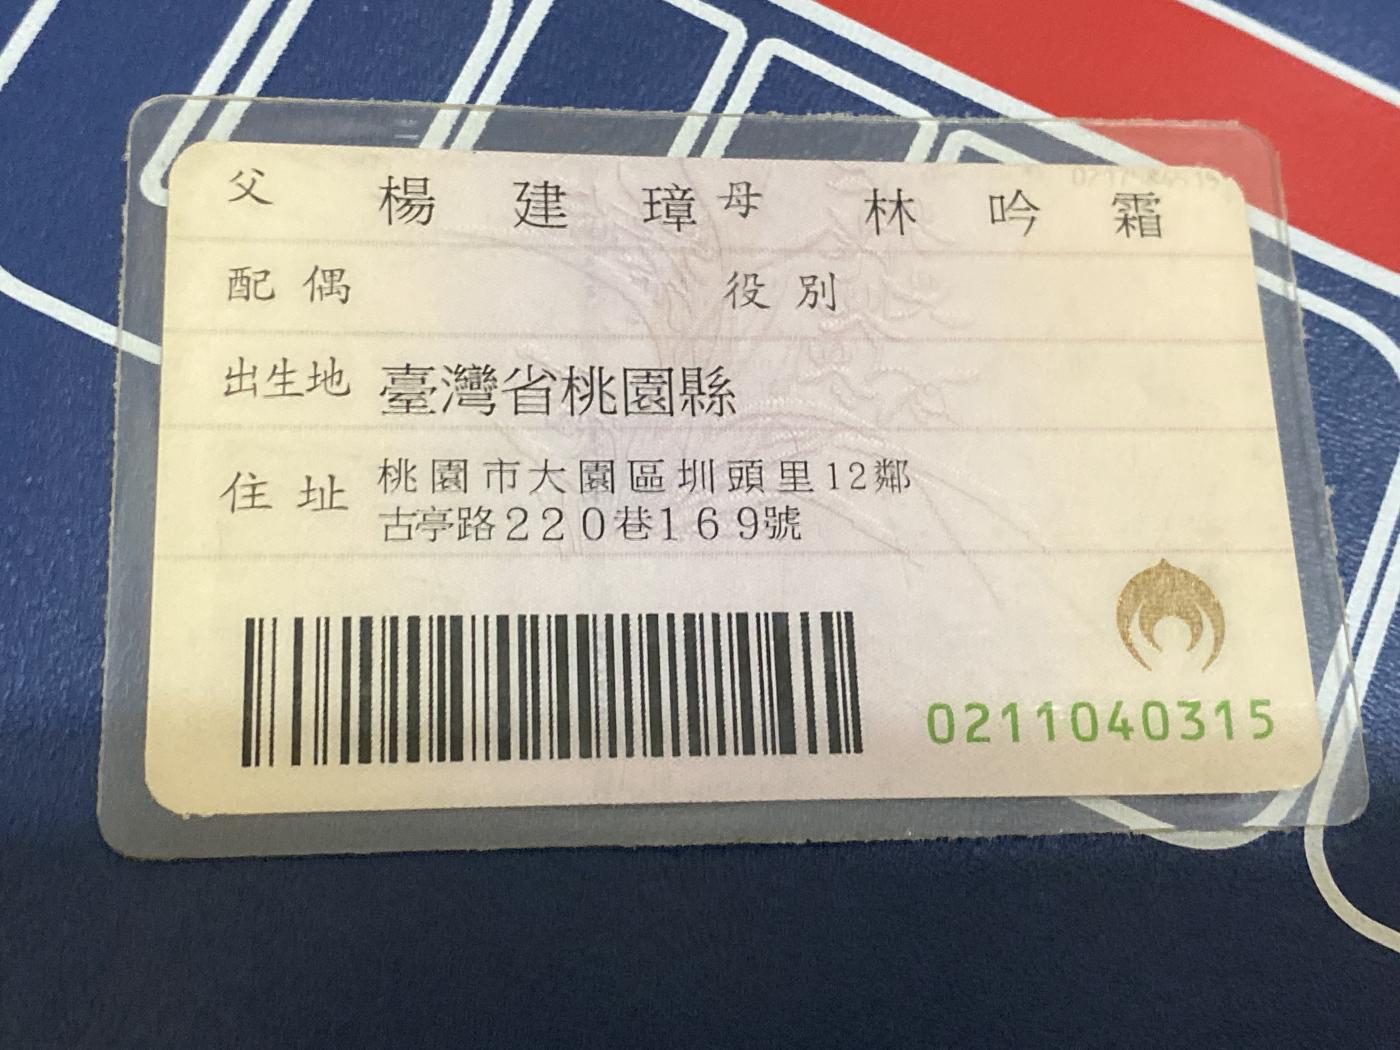 父 楊建璋 母 林吟霜
配偶 役別
出生地 臺灣省桃園縣
住址 桃園市大園區圳頭里12鄰
古亭路220巷169號
0211040315